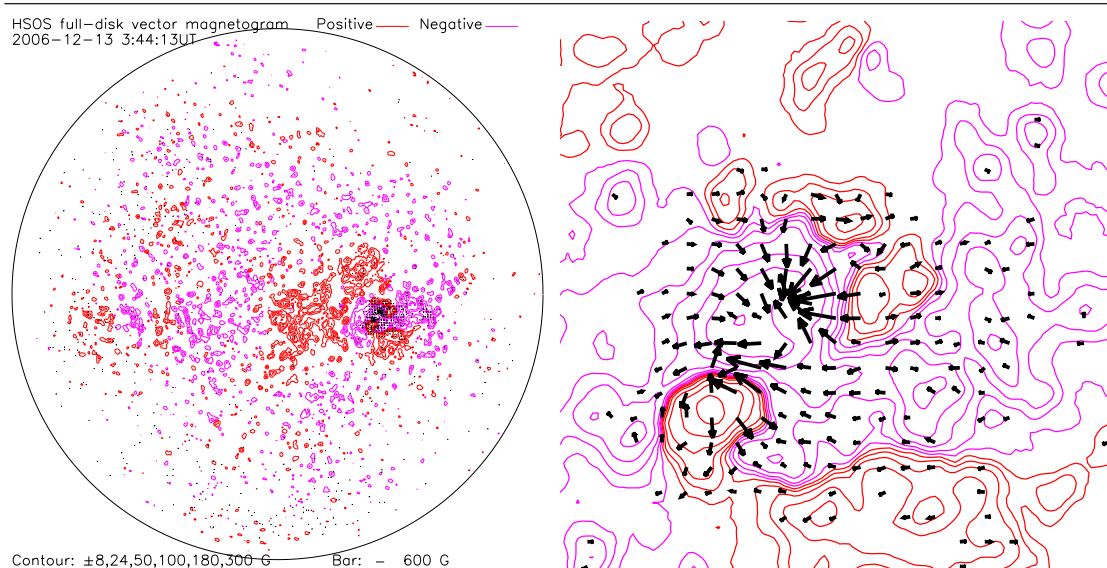 HSOS full-disk vector magnetogram Positive Negative
2006-12-13 3:44:13UT
Contour: ±8,24,50,100,180,300 G Bar: – 600 G